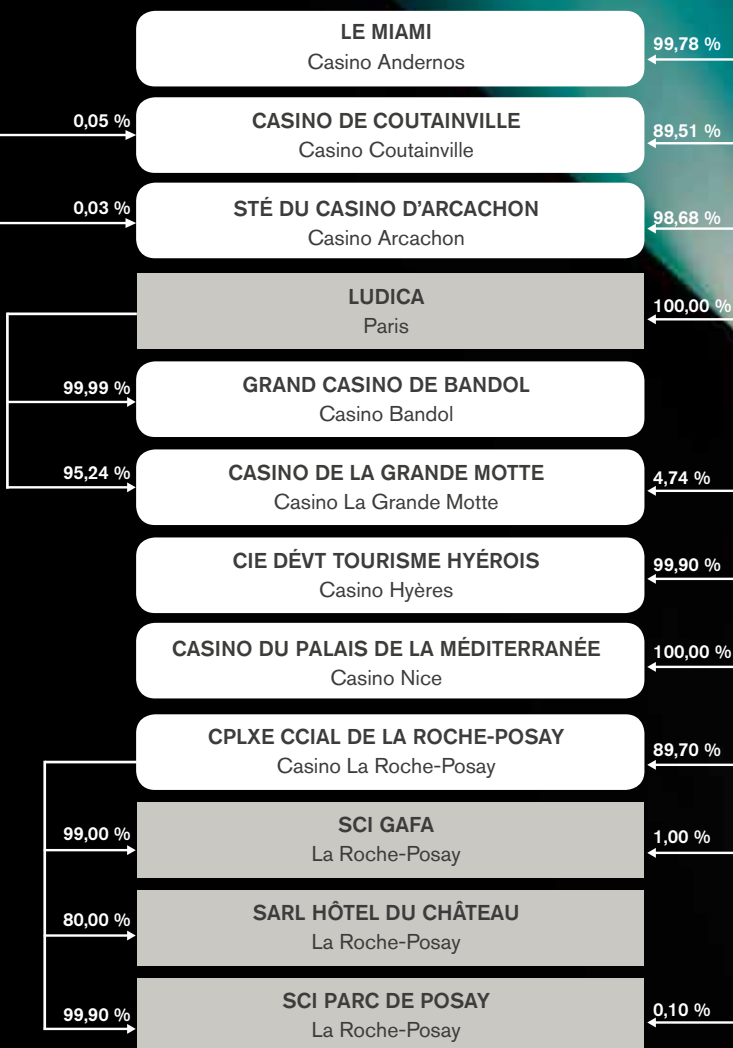 LE MIAMI
Casino Andernos
99,78 %
0,05 %
CASINO DE COUTAINVILLE
Casino Coutainville
89,51 %
0,03 %
STÉ DU CASINO D'ARCACHON
Casino Arcachon
98,68 %
LUDICA
Paris
100,00 %
99,99 %
GRAND CASINO DE BANDOL
Casino Bandol
95,24 %
CASINO DE LA GRANDE MOTTE
Casino La Grande Motte
4,74 %
CIE DÉVT TOURISME HYÉROIS
Casino Hyères
99,90 %
CASINO DU PALAIS DE LA MÉDITERRANÉE
Casino Nice
100,00 %
CPLXE CCIAL DE LA ROCHE-POSAY
Casino La Roche-Posay
89,70 %
99,00 %
SCI GAFA
La Roche-Posay
1,00 %
80,00 %
SARL HÔTEL DU CHÂTEAU
La Roche-Posay
99,90 %
SCI PARC DE POSAY
La Roche-Posay
0,10 %